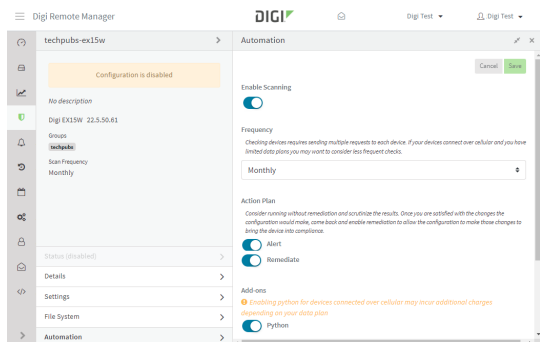 Digi Remote Manager
DIGI
Digi Test
Digi Test
techpubs-ex15w
Configuration is disabled
No description
Digi EX15W 22.5.50.61
Groups
techpubs
Scan Frequency
Monthly
Status (disabled)
Details
Settings
File System
Automation
Automation
Cancel
Save
Enable Scanning
Frequency
Checking devices requires sending multiple requests to each device. If your devices connect over cellular and you have
limited data plans you may want to consider less frequent checks.
Monthly
Action Plan
Consider running without remediation and scrutinize the results. Once you are satisfied with the changes the
configuration would make, come back and enable remediation to allow the configuration to make those changes to
bring the device into compliance.
Alert
Remediate
Add-ons
Enabling python for devices connected over cellular may incur additional charges
depending on your data plan
Python